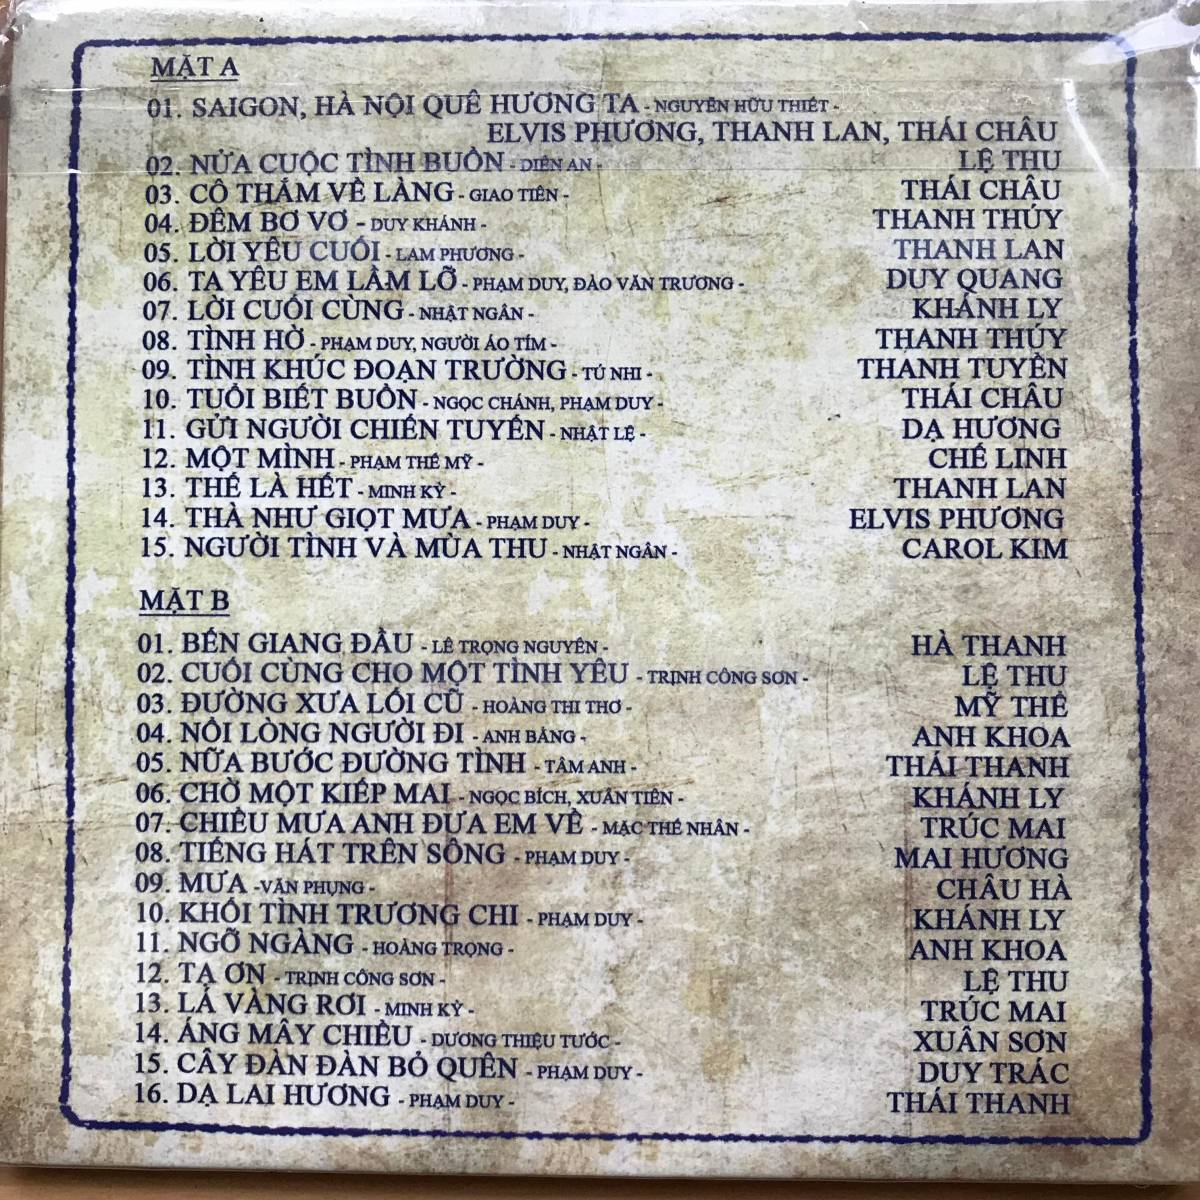 MẶT A
01. SAIGON, HÀ NỘI QUÊ HƯƠNG TA - NGUYỄN HỮU THIẾT -
ELVIS PHƯƠNG, THANH LAN, THÁI CHÂU
02. NỬA CUỘC TÌNH BUỒN - DIÊN AN - LỆ THU
03. CÔ THẮM VỀ LÀNG - GIAO TIÊN - THÁI CHÂU
04. ĐÊM BƠ VƠ - DUY KHÁNH - THANH THÚY
05. LỜI YÊU CUỐI - LAM PHƯƠNG - THANH LAN
06. TA YÊU EM LẦM LỠ - PHẠM DUY, ĐÀO VĂN TRƯƠNG - DUY QUANG
07. LỜI CUỐI CÙNG - NHẬT NGÂN - KHÁNH LY
08. TÌNH HỜ - PHẠM DUY, NGƯỜI ÁO TÍM - THANH THÚY
09. TÌNH KHÚC ĐOẠN TRƯỜNG - TÚ NHI - THANH TUYỀN
10. TUỔI BIẾT BUỒN - NGỌC CHÁNH, PHẠM DUY - THÁI CHÂU
11. GỬI NGƯỜI CHIẾN TUYẾN - NHẬT LỆ - DẠ HƯƠNG
12. MỘT MÌNH - PHẠM THẾ MỸ - CHẾ LINH
13. THẾ LÀ HẾT - MINH KỲ - THANH LAN
14. THÀ NHƯ GIỌT MƯA - PHẠM DUY - ELVIS PHƯƠNG
15. NGƯỜI TÌNH VÀ MÙA THU - NHẬT NGÂN - CAROL KIM
MẶT B
01. BẾN GIANG ĐẦU - LÊ TRỌNG NGUYỄN - HÀ THANH
02. CUỐI CÙNG CHO MỘT TÌNH YÊU - TRỊNH CÔNG SƠN - LỆ THU
03. ĐƯỜNG XƯA LỐI CŨ - HOÀNG THI THƠ - MỸ THỂ
04. NỖI LÒNG NGƯỜI ĐI - ANH BẰNG - ANH KHOA
05. NỮA BƯỚC ĐƯỜNG TÌNH - TÂM ANH - THÁI THANH
06. CHỜ MỘT KIẾP MAI - NGỌC BÍCH, XUÂN TIÊN - KHÁNH LY
07. CHIỀU MƯA ANH ĐƯA EM VỀ - MẠC THẾ NHÂN - TRÚC MAI
08. TIẾNG HÁT TRÊN SÔNG - PHẠM DUY - MAI HƯƠNG
09. MƯA -VĂN PHỤNG - CHÂU HÀ
10. KHỐI TÌNH TRƯƠNG CHI - PHẠM DUY - KHÁNH LY
11. NGỠ NGÀNG - HOÀNG TRỌNG - ANH KHOA
12. TẠ ƠN - TRỊNH CÔNG SƠN - LỆ THU
13. LÁ VÀNG RƠI - MINH KỲ - TRÚC MAI
14. ÁNG MÂY CHIỀU - DƯƠNG THIỆU TƯỚC - XUÂN SƠN
15. CÂY ĐÀN ĐÀN BỎ QUÊN - PHẠM DUY - DUY TRÁC
16. DẠ LAI HƯƠNG - PHẠM DUY - THÁI THANH